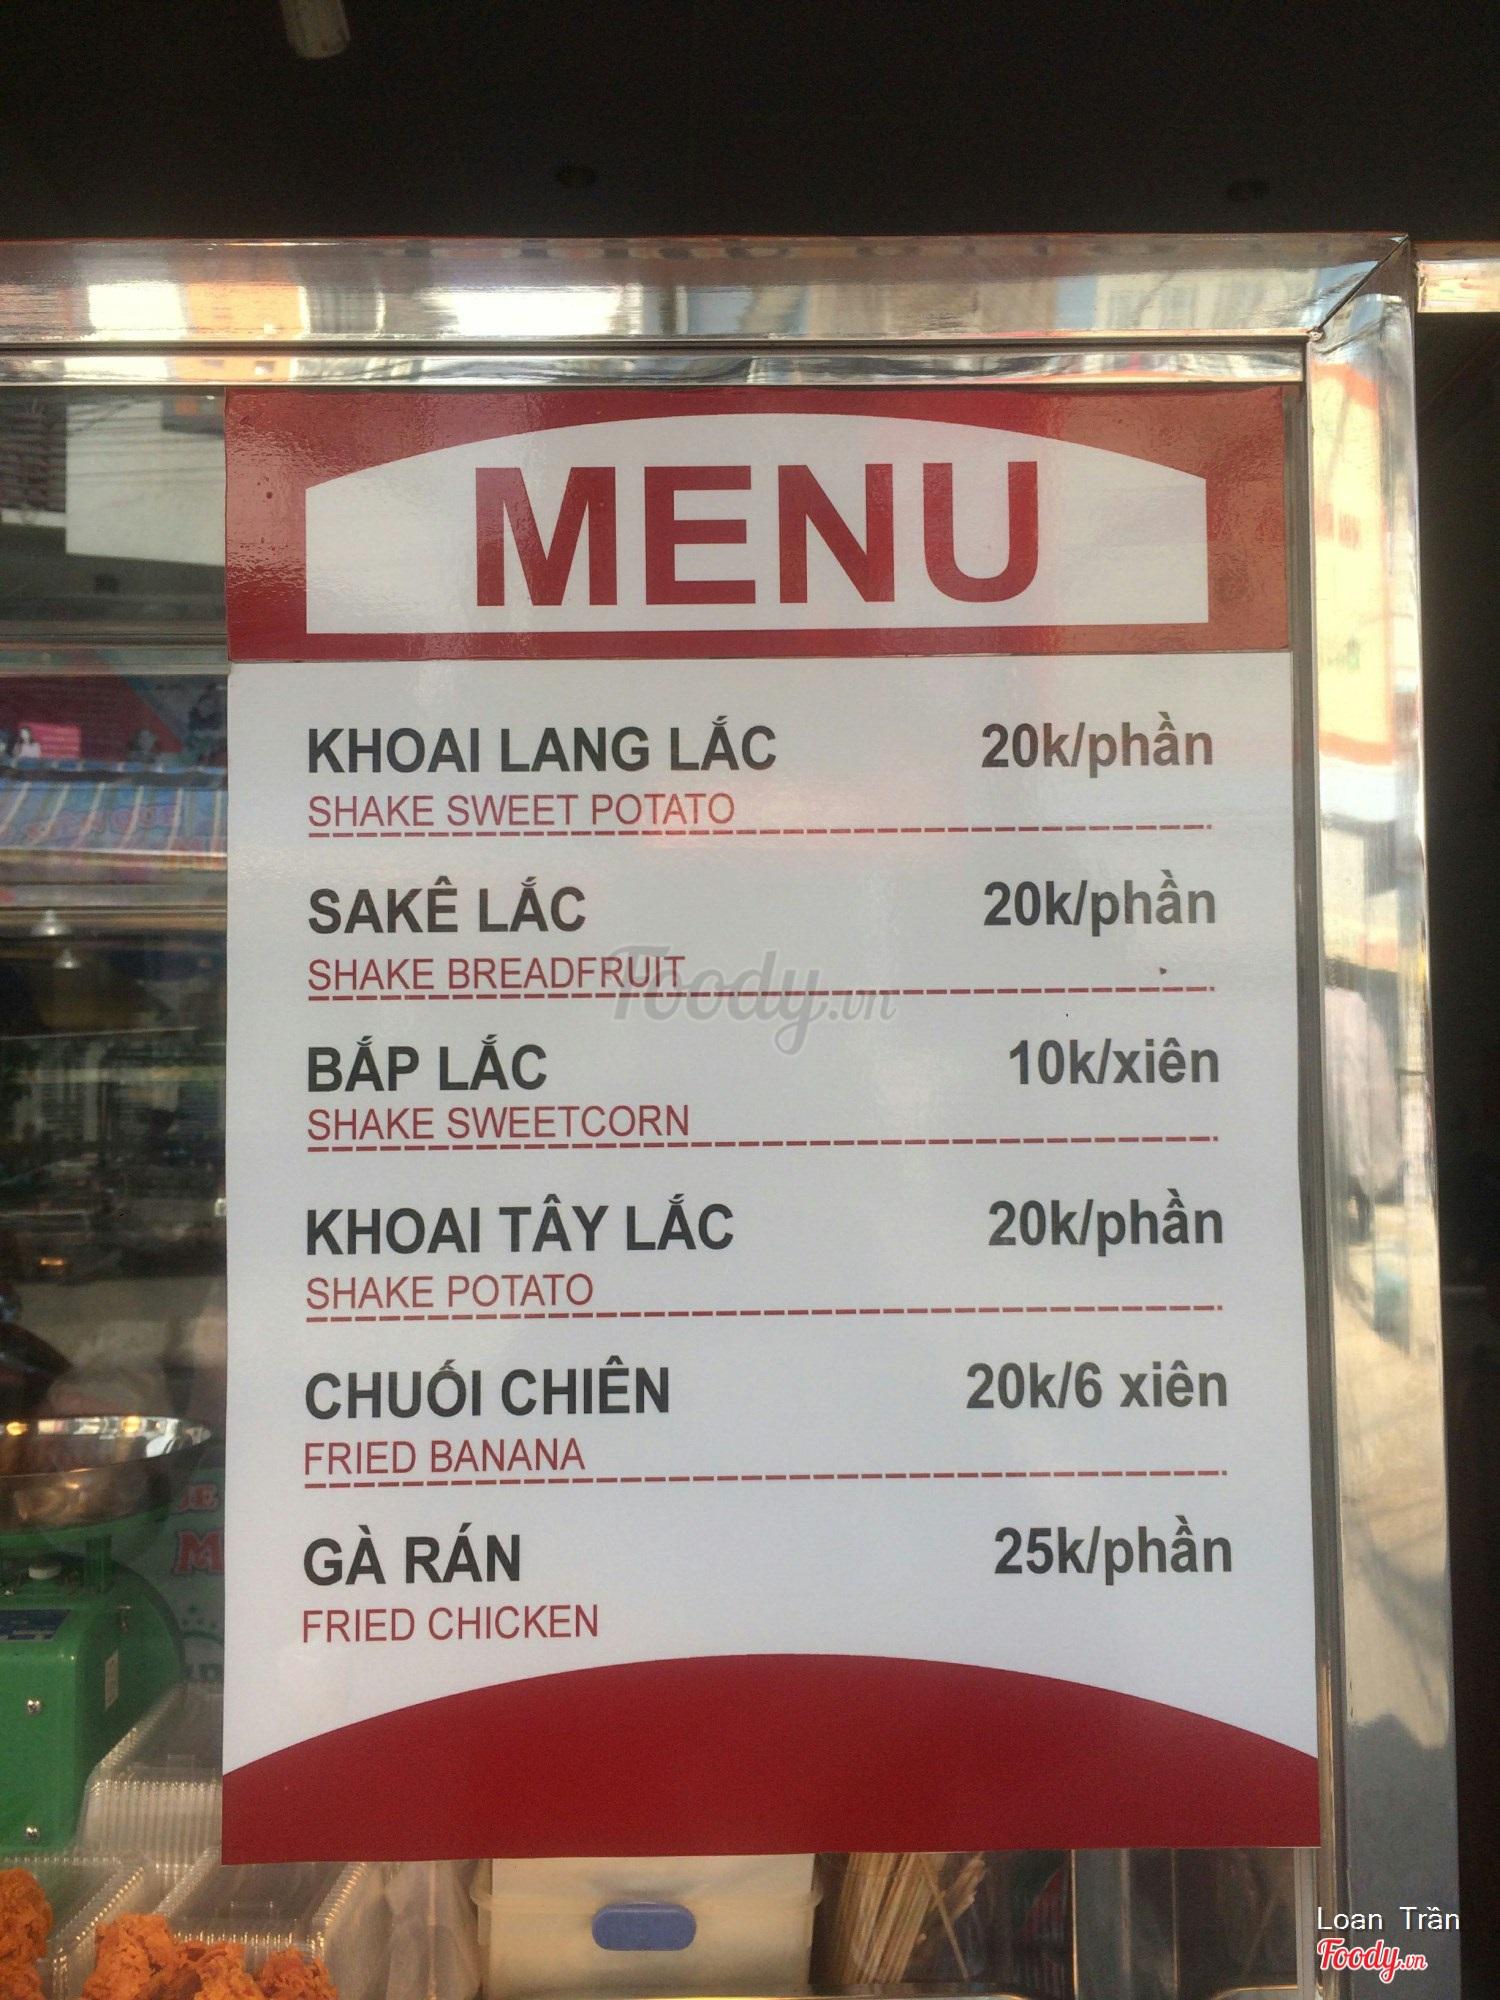 MENU
KHOAI LANG LẮC 20k/phần
SHAKE SWEET POTATO
SAKÊ LẮC 20k/phần
SHAKE BREADFRUIT
Foody.vn
BẮP LẮC 10k/xiên
SHAKE SWEETCORN
KHOAI TÂY LẮC 20k/phần
SHAKE POTATO
CHUỐI CHIÊN 20k/6 xiên
FRIED BANANA
GÀ RÁN 25k/phần
FRIED CHICKEN
Loan Trần
Foody.vn